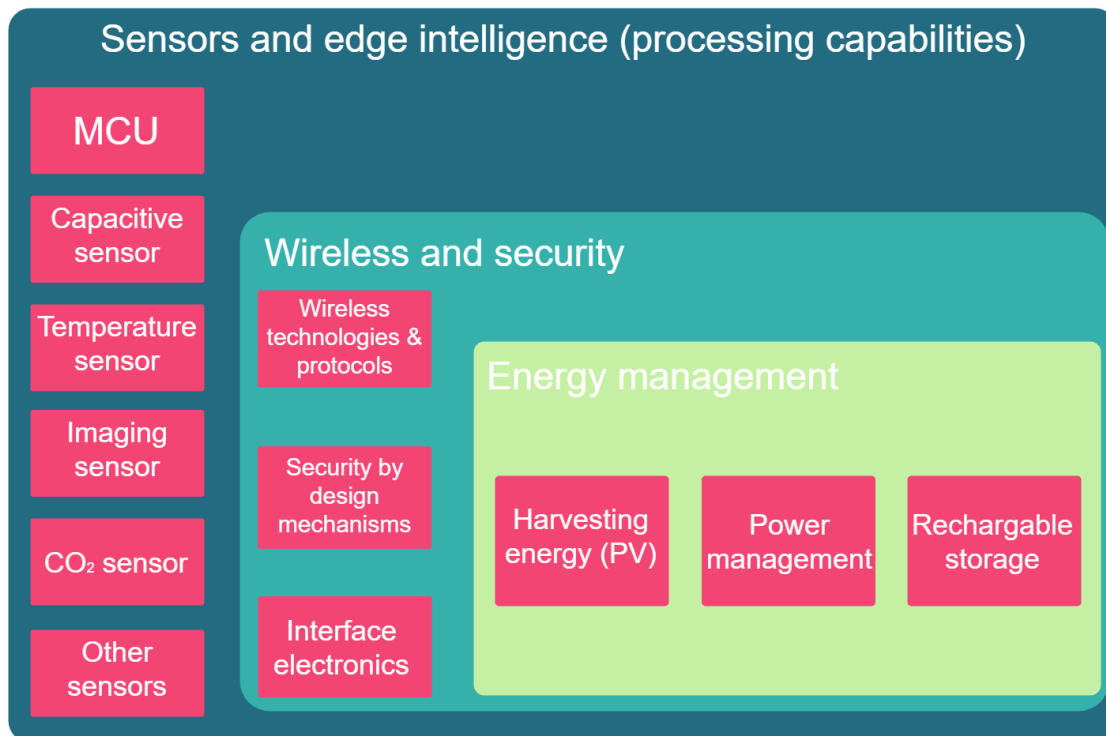 Sensors and edge intelligence (processing capabilities)
MCU
Capacitive
sensor
Temperature
sensor
Imaging
sensor
CO₂ sensor
Other
sensors
Wireless and security
Wireless
technologies &
protocols
Security by
design
mechanisms
Interface
electronics
Energy management
Harvesting
energy (PV)
Power
management
Rechargable
storage